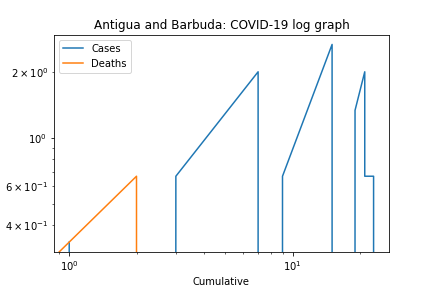 Antigua and Barbuda: COVID-19 log graph
Cases
Deaths
2 × 10⁰
10⁰
6 × 10⁻¹
4 × 10⁻¹
10⁰
10¹
Cumulative